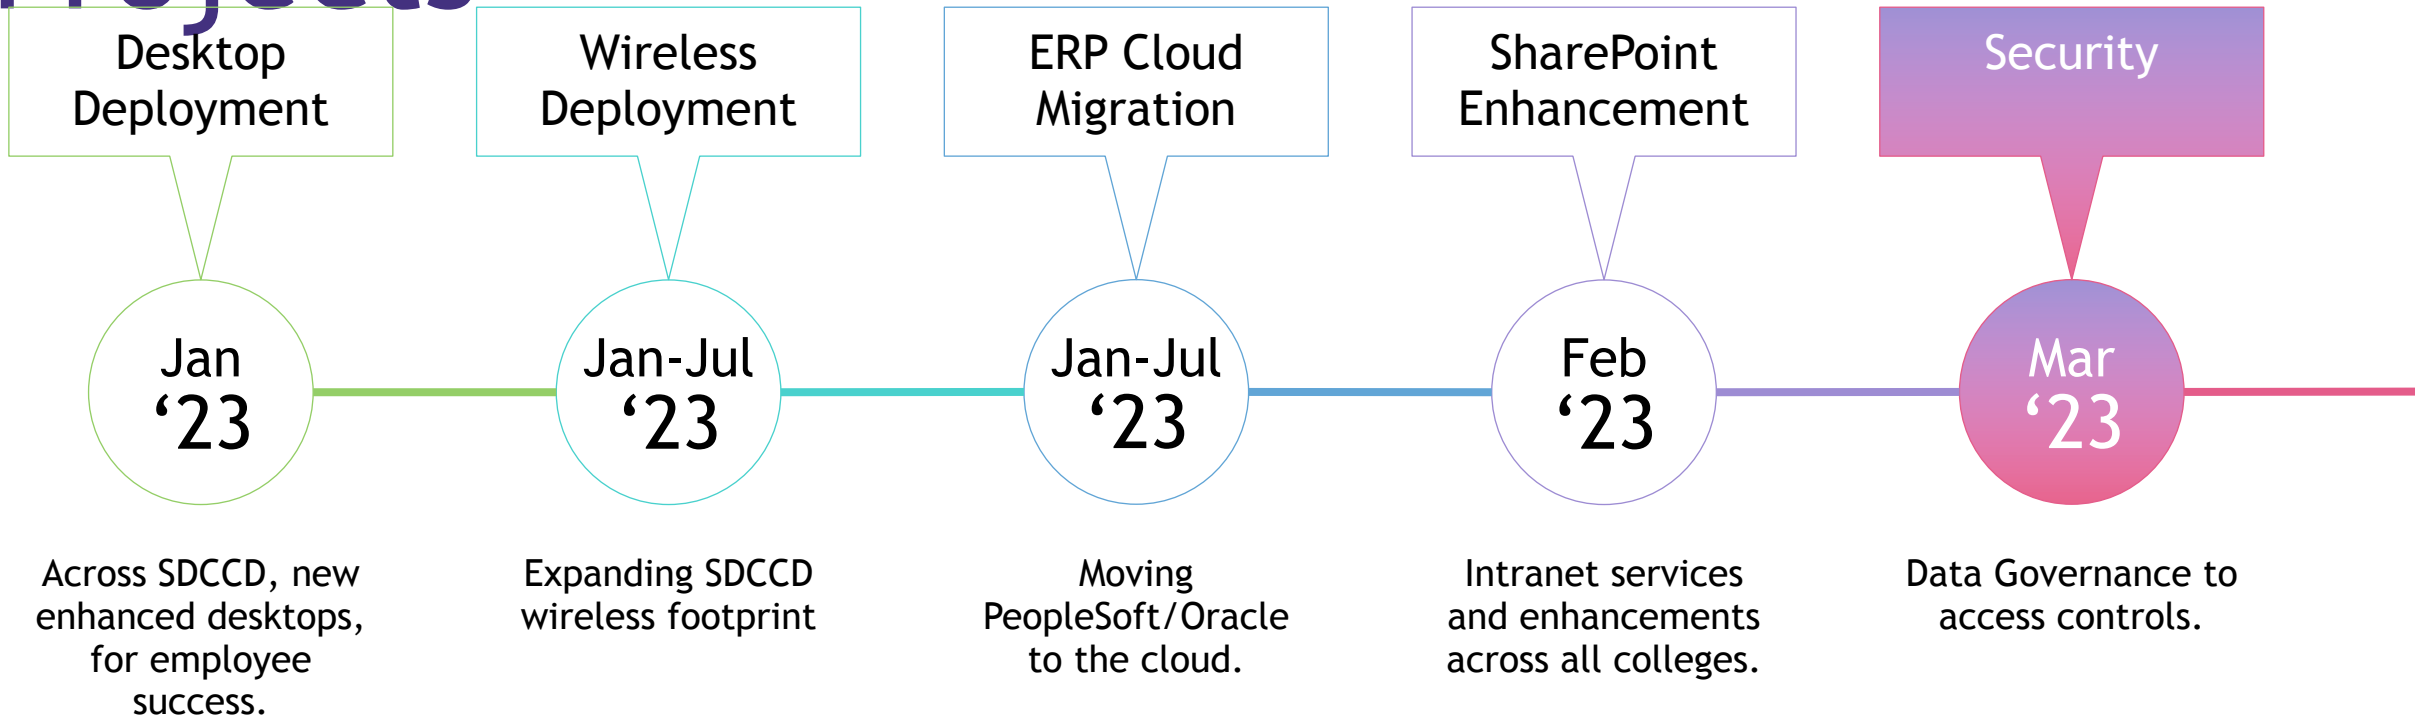 Projects
Desktop
Deployment
Wireless
Deployment
ERP Cloud
Migration
SharePoint
Enhancement
Security
Jan
‘23
Jan-Jul
‘23
Jan-Jul
‘23
Feb
‘23
Mar
‘23
Across SDCCD, new
enhanced desktops,
for employee
success.
Expanding SDCCD
wireless footprint
Moving
PeopleSoft/Oracle
to the cloud.
Intranet services
and enhancements
across all colleges.
Data Governance to
access controls.